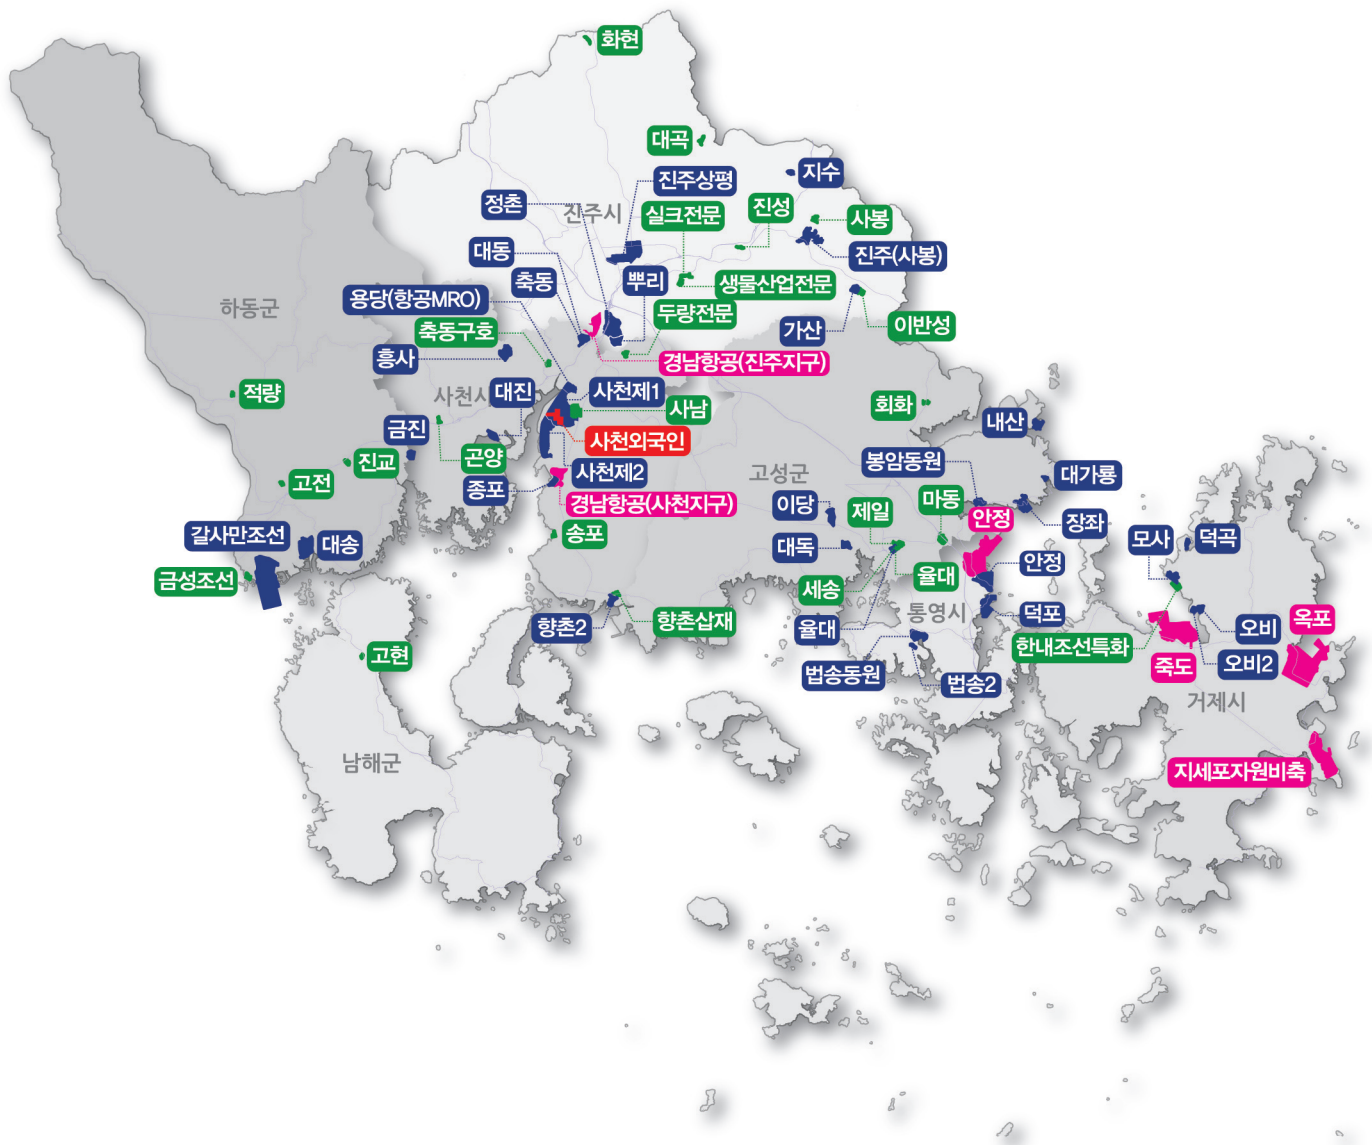 화현
대곡
지수
진주상평
정촌
진주시
실크전문
진성
사봉
대동
진주(사봉)
축동
뿌리
생물산업전문
용당(항공MRO)
하동군
두량전문
축동구호
가산
이반성
흥사
경남항공(진주지구)
적량
사천시
대진
사천제1
사남
회화
금진
사천외국인
내산
곤양
진교
사천제2
고성군
봉암동원
대가룡
고전
종포
경남항공(사천지구)
이당
제일
마동
안정
장좌
갈사만조선
대송
송포
대독
모사
덕곡
금성조선
세송
율대
안정
향촌2
향촌삽재
율대
통영시
덕포
오비
옥포
고현
한내조선특화
법송동원
법송2
죽도
오비2
거제시
남해군
지세포자원비축